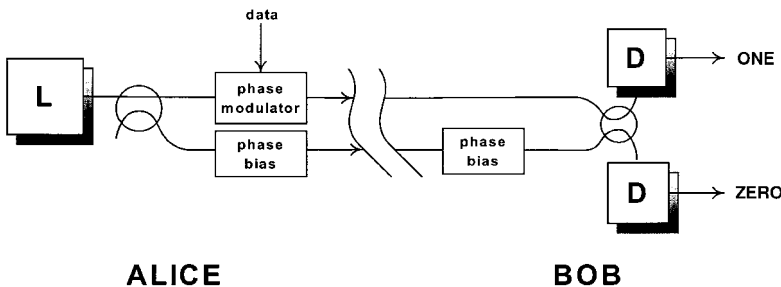 data
L
phase
modulator
phase
bias
phase
bias
D
ONE
D
ZERO
ALICE
BOB